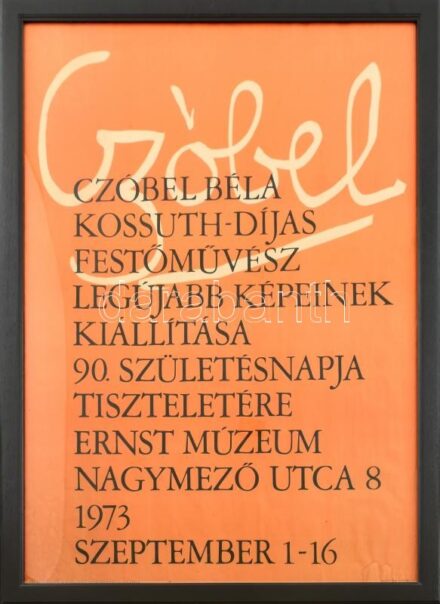 Czóbel
CZÓBEL BÉLA
KOSSUTH-DÍJAS
FESTŐMŰVÉSZ
LEGÚJABB KÉPEINEK
KIÁLLÍTÁSA
90. SZÜLETÉSNAPJA
TISZTELETÉRE
ERNST MÚZEUM
NAGYMEZŐ UTCA 8
1973
SZEPTEMBER 1-16
darabanth